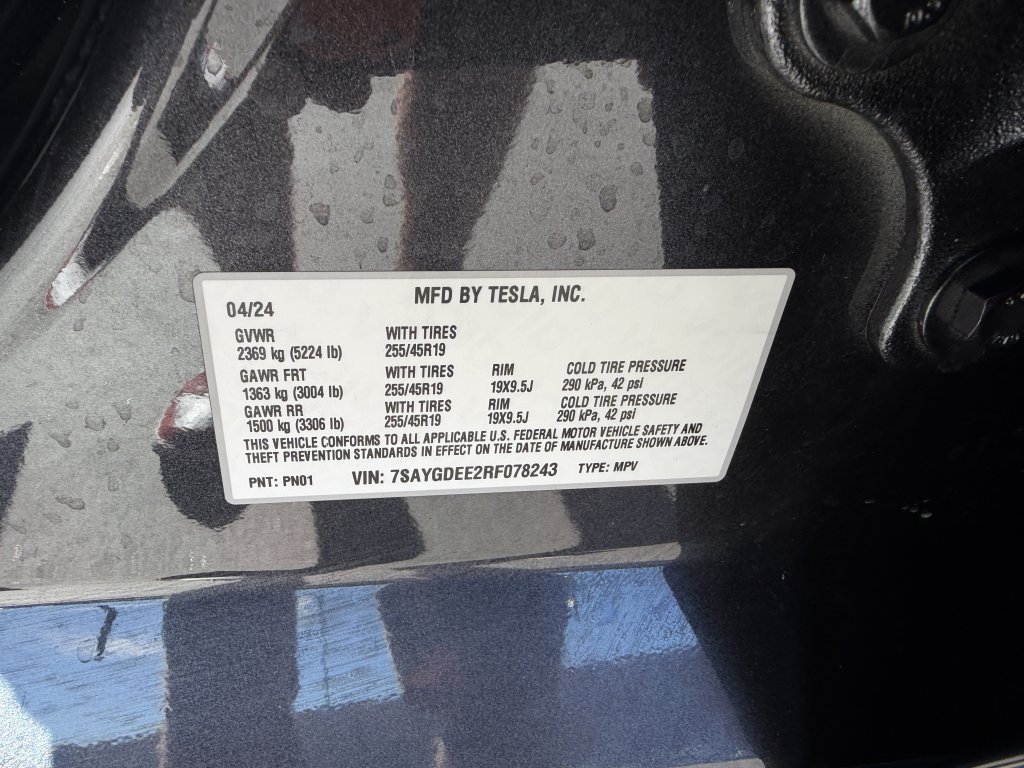 MFD BY TESLA, INC.
04/24
GVWR WITH TIRES
2369 kg (5224 lb) 255/45R19
GAWR FRT WITH TIRES RIM COLD TIRE PRESSURE
1363 kg (3004 lb) 255/45R19 19X9.5J 290 kPa, 42 psi
GAWR RR WITH TIRES RIM COLD TIRE PRESSURE
1500 kg (3306 lb) 255/45R19 19X9.5J 290 kPa, 42 psi
THIS VEHICLE CONFORMS TO ALL APPLICABLE U.S. FEDERAL MOTOR VEHICLE SAFETY AND
THEFT PREVENTION STANDARDS IN EFFECT ON THE DATE OF MANUFACTURE SHOWN ABOVE.
PNT: PN01 VIN: 7SAYGDEE2RF078243 TYPE: MPV